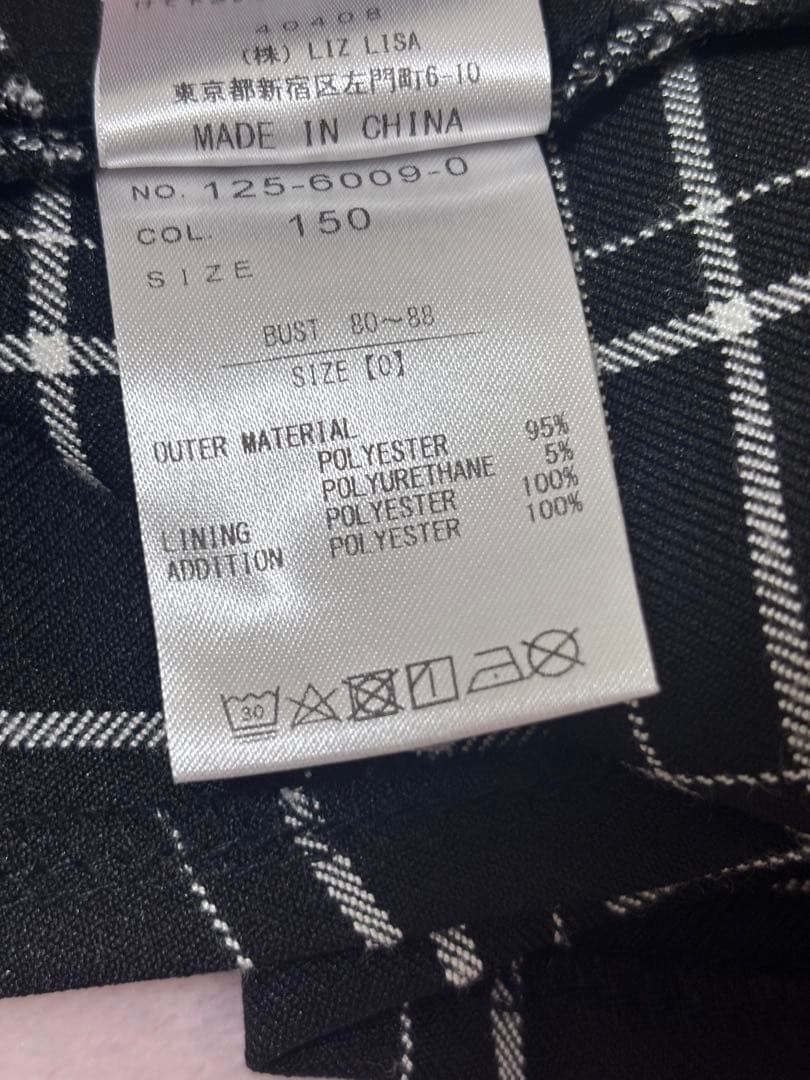 40408
(株) LIZ LISA
東京都新宿区左門町6-10
MADE IN CHINA
NO. 125-6009-0
COL. 150
SIZE
BUST 80～88
SIZE【0】
OUTER MATERIAL
POLYESTER 95%
POLYURETHANE 5%
LINING POLYESTER 100%
ADDITION POLYESTER 100%
30